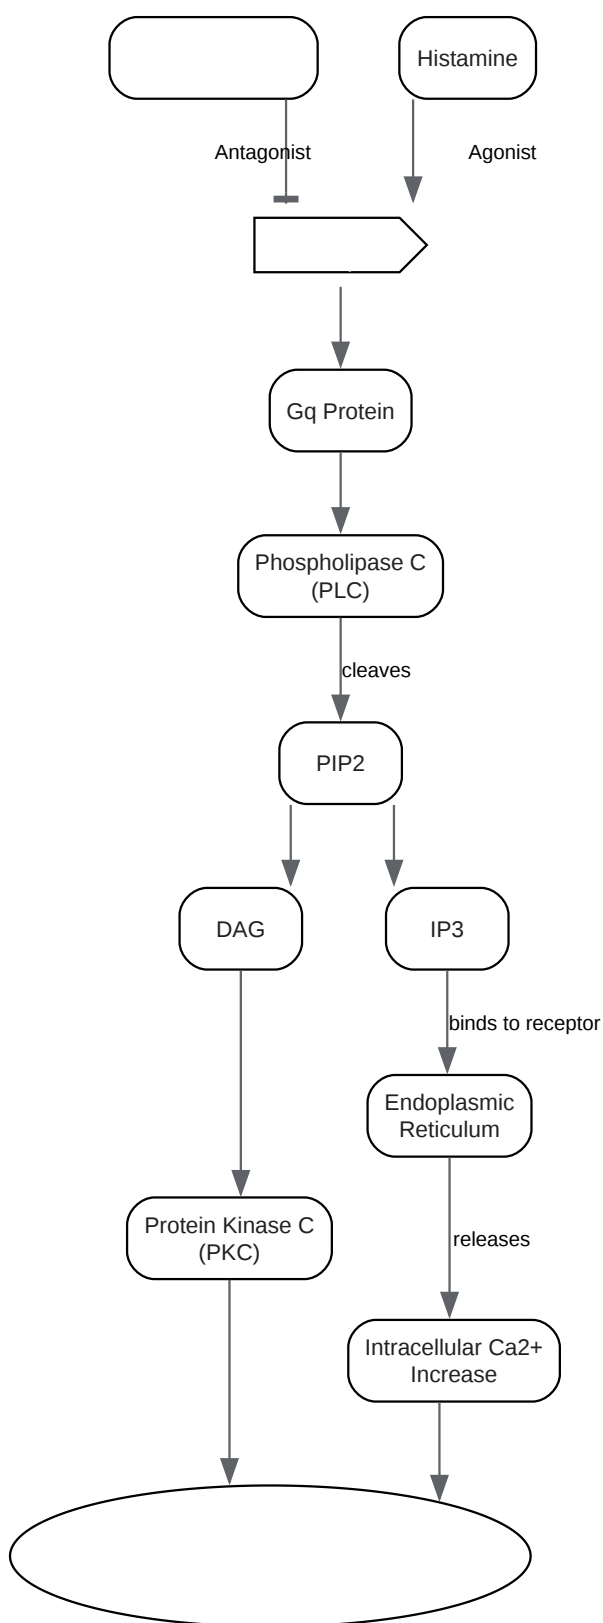 Histamine
Antagonist
Agonist
Gq Protein
Phospholipase C
(PLC)
cleaves
PIP2
DAG
IP3
binds to receptor
Endoplasmic
Reticulum
Protein Kinase C
(PKC)
releases
Intracellular Ca2+
Increase